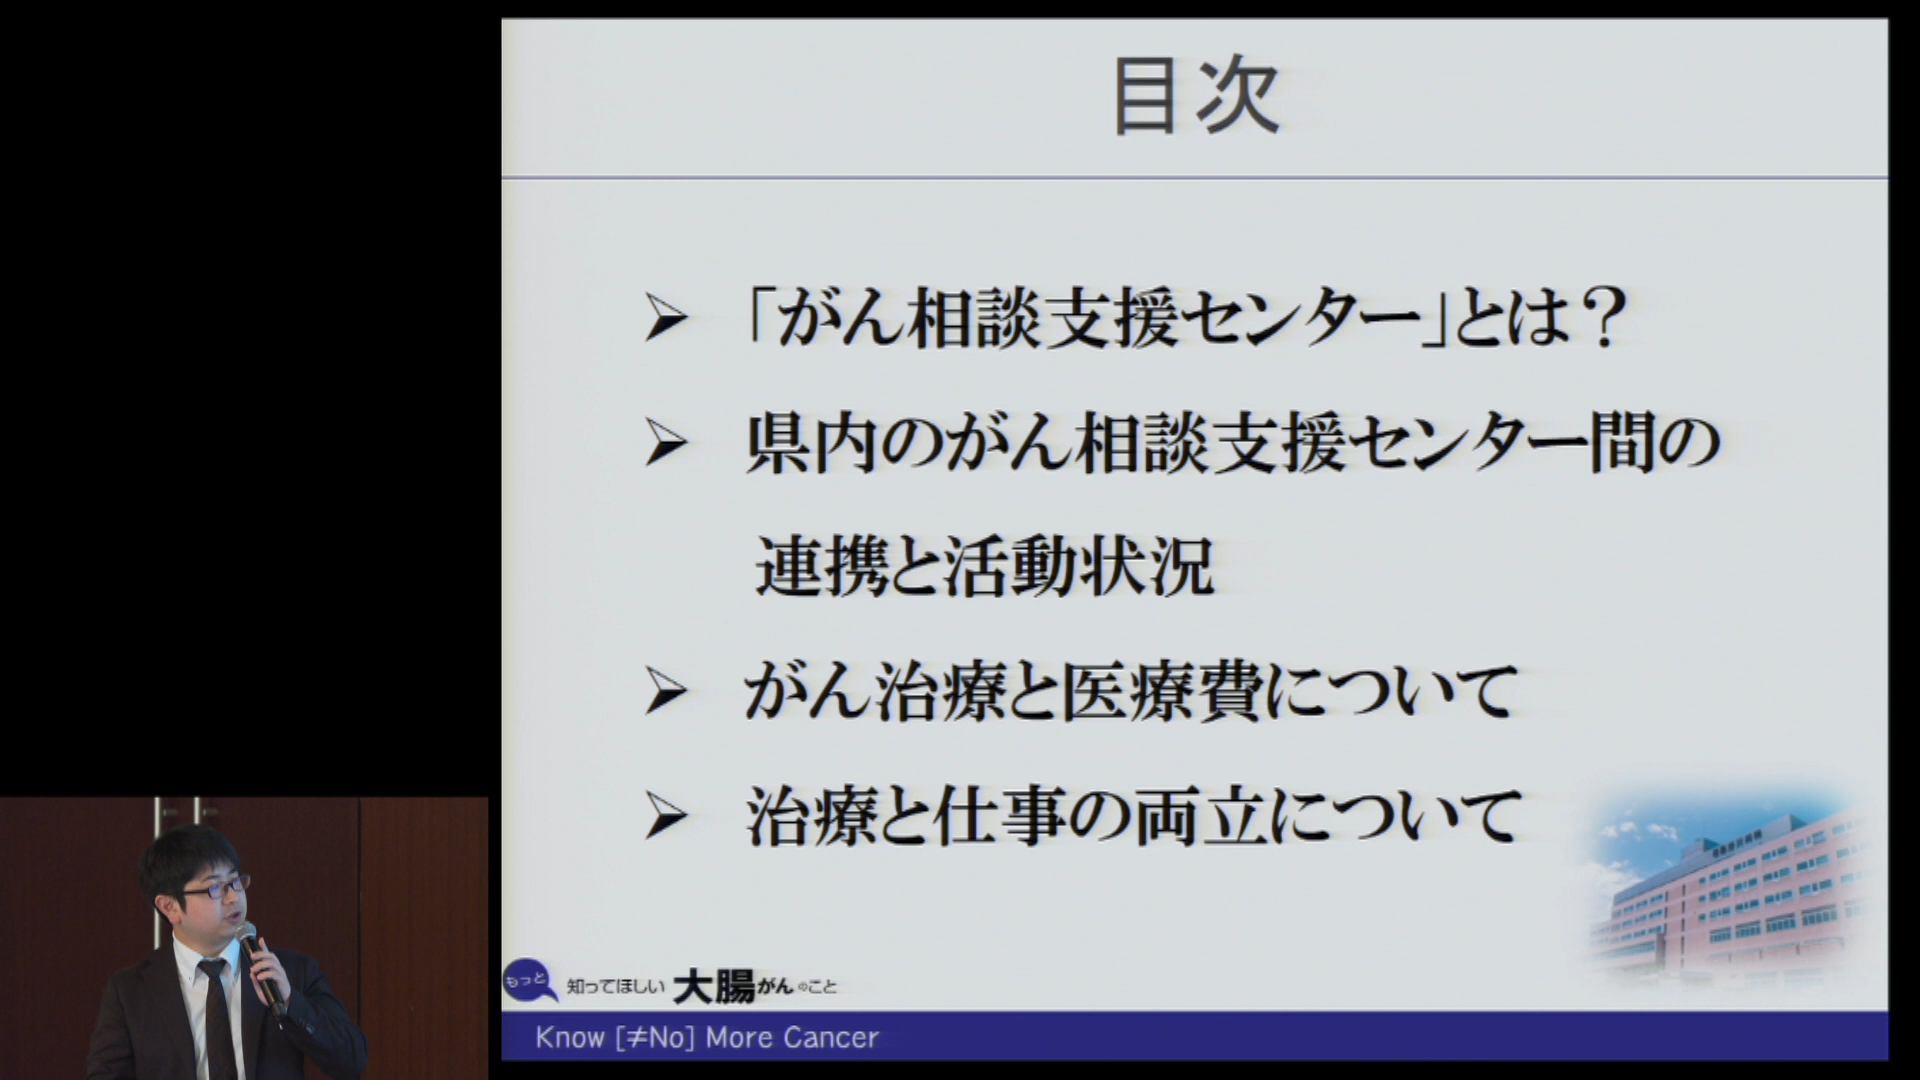 目次
➢ 「がん相談支援センター」とは？
➢ 県内のがん相談支援センター間の
連携と活動状況
➢ がん治療と医療費について
➢ 治療と仕事の両立について
もっと 知ってほしい 大腸がんのこと
Know [≠No] More Cancer